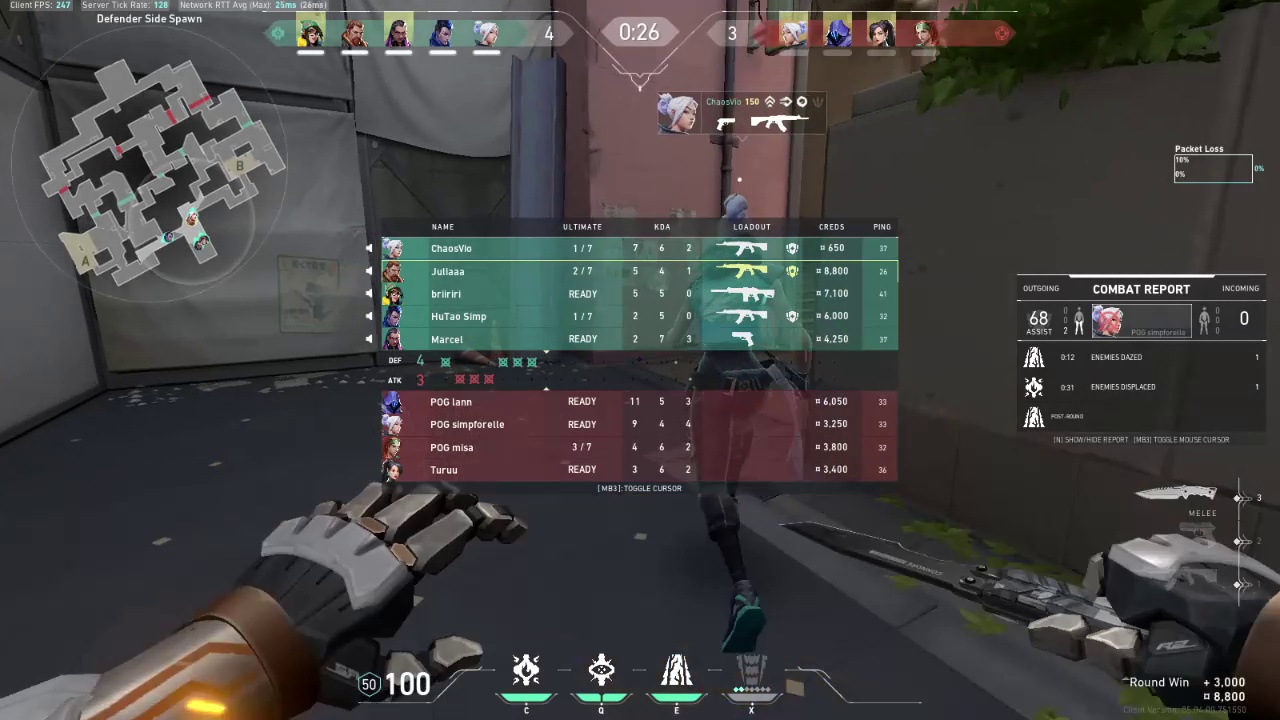 Client FPS: 247 Server Tick Rate: 128 Network RTT Avg (Max): 25ms (26ms)
Defender Side Spawn
4 0:26 3
ChaosVio 150
B
A
Packet Loss
10%
0% 0%
NAME ULTIMATE KDA LOADOUT CREDS PING
ChaosVio 1 / 7 7 6 2 650 37
Juliaaa 2 / 7 5 4 1 8,800 26
briiriri READY 5 5 0 7,100 41
HuTao Simp 1 / 7 2 5 0 6,000 32
Marcel READY 2 7 3 4,250 37
DEF 4
ATK 3
POG lann READY 11 5 3 6,050 33
POG simpforelle READY 9 4 4 3,250 33
POG misa 3 / 7 4 6 2 3,800 32
Turuu READY 3 6 2 3,400 36
[MB3] TOGGLE CURSOR
OUTGOING COMBAT REPORT INCOMING
68 ASSIST 0 0 2 POG simpforelle 0 0 0 0
0:12 ENEMIES DAZED 1
0:31 ENEMIES DISPLACED 1
POST-ROUND
[N] SHOW/HIDE REPORT [MB3] TOGGLE MOUSE CURSOR
3
MELEE
2
1
50 100
C Q E X
Round Win + 3,000
8,800